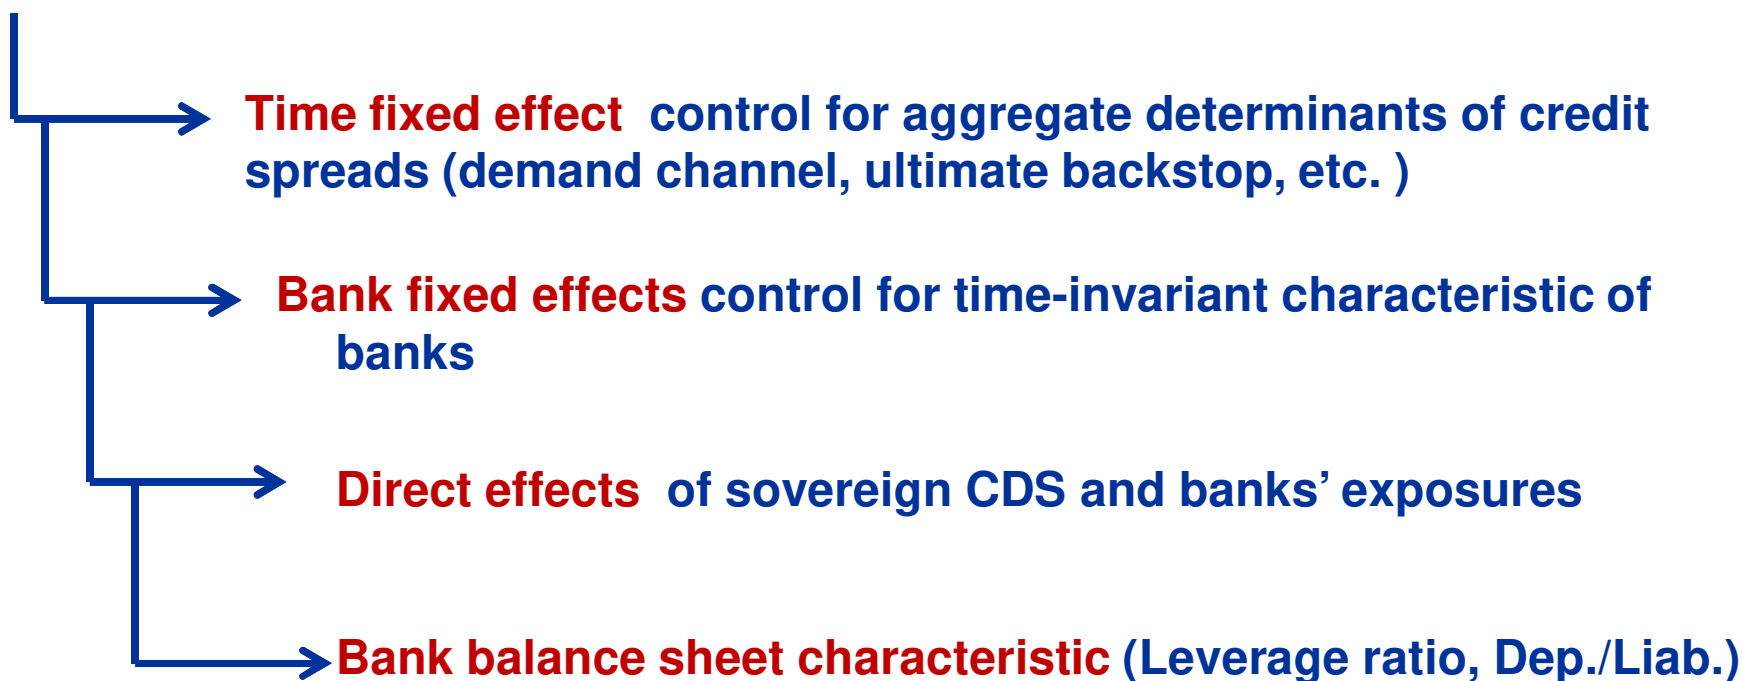 Time fixed effect control for aggregate determinants of credit
spreads (demand channel, ultimate backstop, etc. )
Bank fixed effects control for time-invariant characteristic of
banks
Direct effects of sovereign CDS and banks’ exposures
Bank balance sheet characteristic (Leverage ratio, Dep./Liab.)